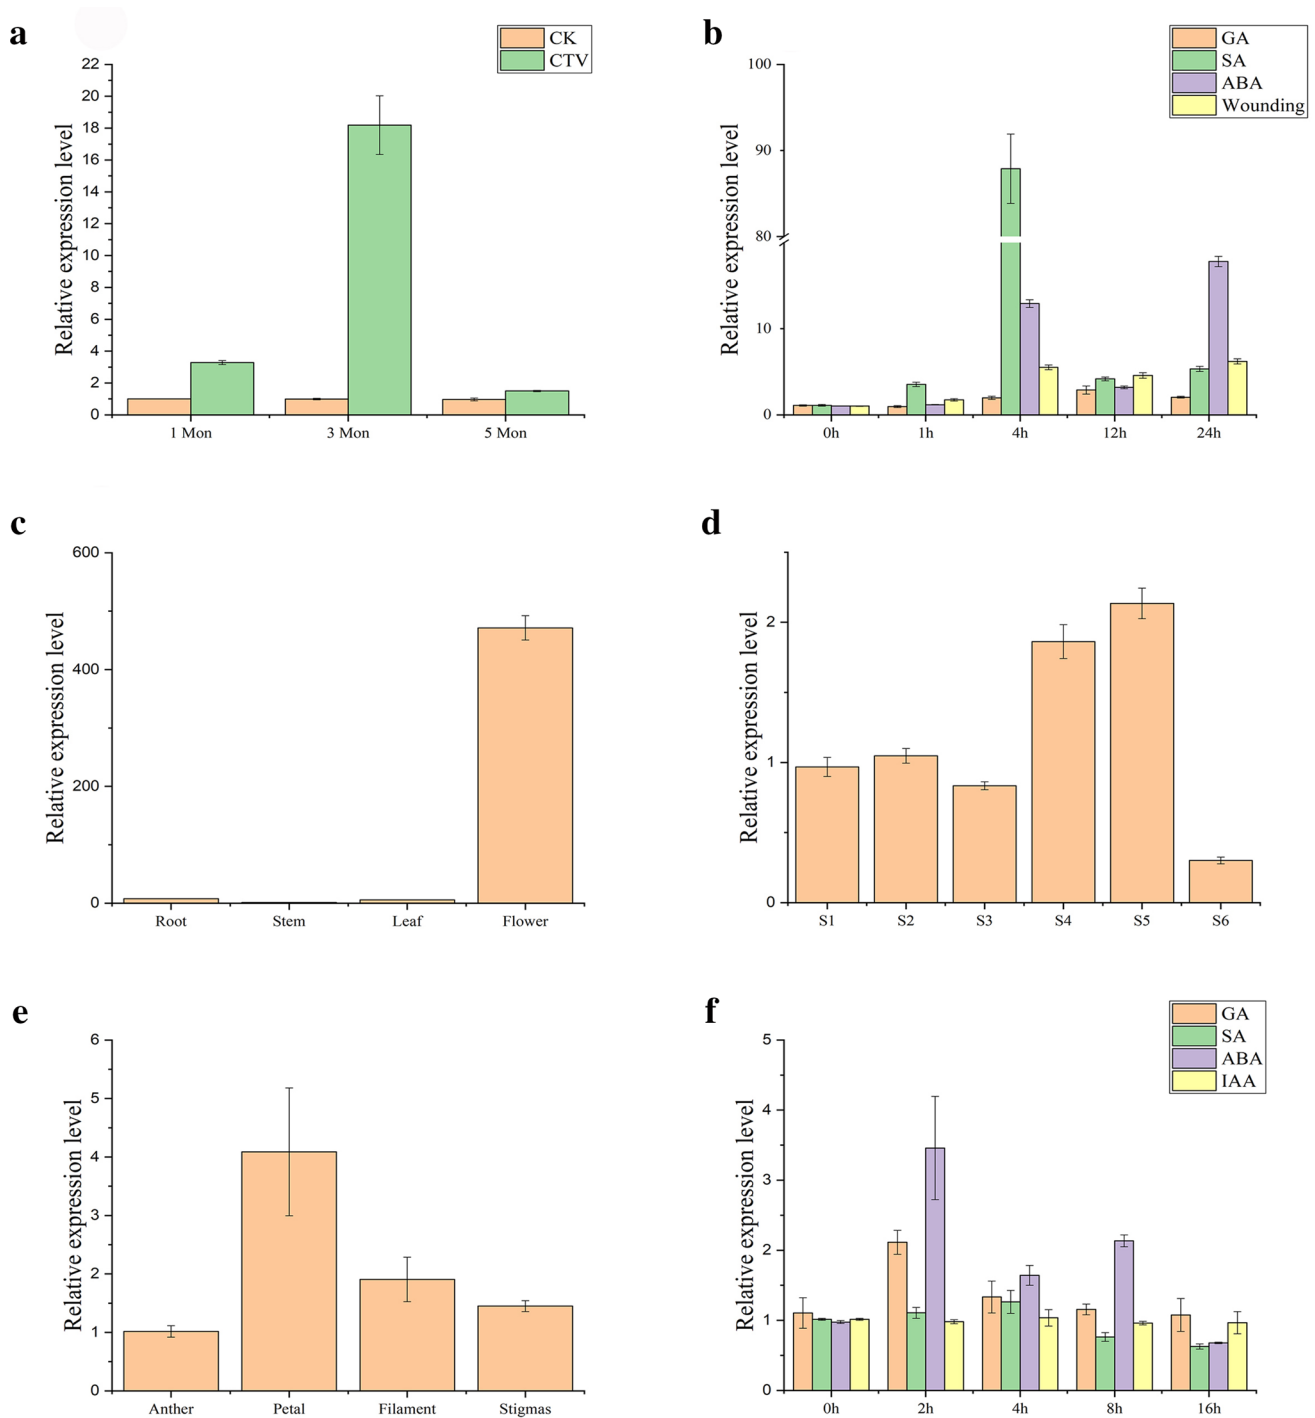 a
CK
CTV
22
20
18
16
14
12
10
8
6
4
2
0
Relative expression level
1 Mon 3 Mon 5 Mon
b
GA
SA
ABA
Wounding
100
90
80
10
0
Relative expression level
0h 1h 4h 12h 24h
c
600
400
200
0
Relative expression level
Root Stem Leaf Flower
d
2
1
0
Relative expression level
S1 S2 S3 S4 S5 S6
e
6
5
4
3
2
1
0
Relative expression level
Anther Petal Filament Stigmas
f
GA
SA
ABA
IAA
5
4
3
2
1
0
Relative expression level
0h 2h 4h 8h 16h